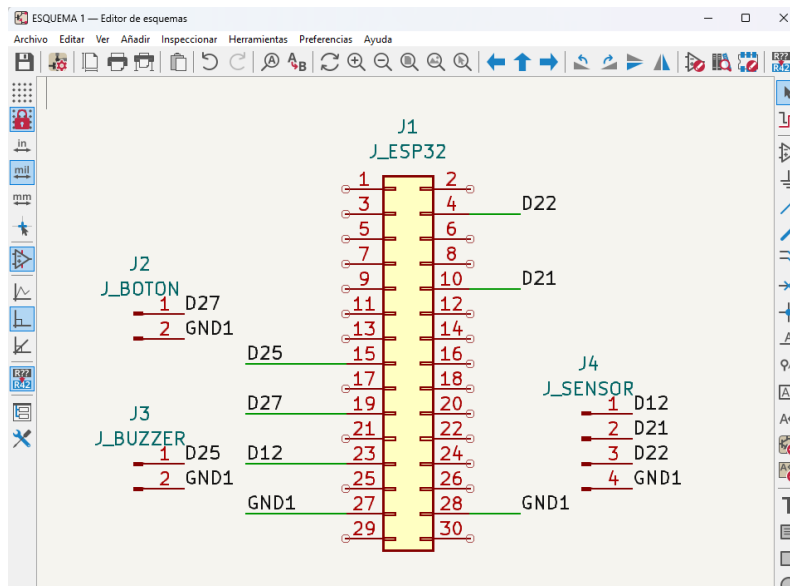 ESQUEMA 1 — Editor de esquemas
Archivo Editar Ver Añadir Inspeccionar Herramientas Preferencias Ayuda
in
mil
mm
R??
R42
J1
J_ESP32
1 2
3 4 D22
5 6
7 8
9 10 D21
11 12
13 14
D25 15 16
17 18
D27 19 20
21 22
D12 23 24
25 26
GND1 27 28 GND1
29 30
J2
J_BOTON
1 D27
2 GND1
J3
J_BUZZER
1 D25
2 GND1
J4
J_SENSOR
1 D12
2 D21
3 D22
4 GND1